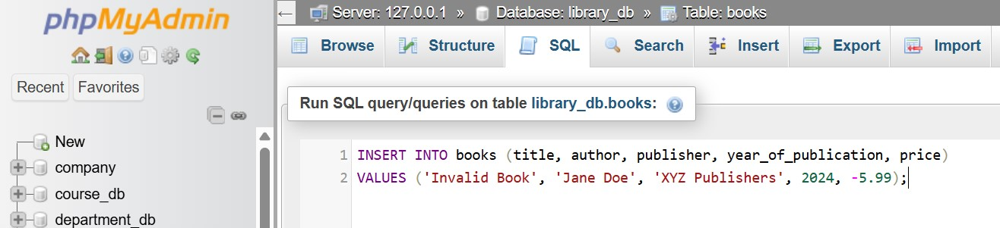 phpMyAdmin
Recent Favorites
New
company
course_db
department_db
← Server: 127.0.0.1 » Database: library_db » Table: books
Browse Structure SQL Search Insert Export Import
Run SQL query/queries on table library_db.books:
1 INSERT INTO books (title, author, publisher, year_of_publication, price)
2 VALUES ('Invalid Book', 'Jane Doe', 'XYZ Publishers', 2024, -5.99);